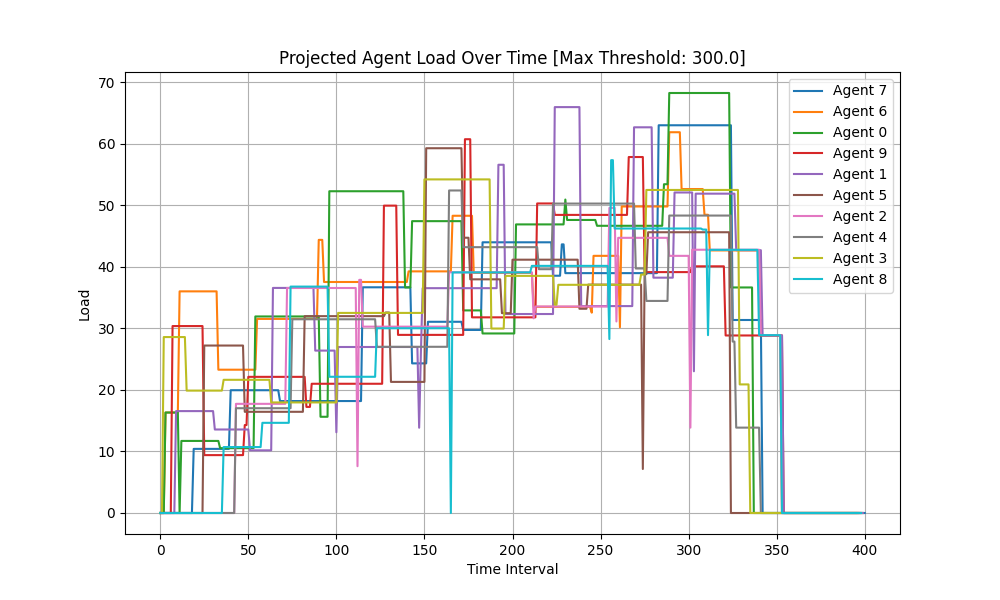 Projected Agent Load Over Time [Max Threshold: 300.0]
70
60
50
40
30
20
10
0
Load
0 50 100 150 200 250 300 350 400
Time Interval
Agent 7
Agent 6
Agent 0
Agent 9
Agent 1
Agent 5
Agent 2
Agent 4
Agent 3
Agent 8